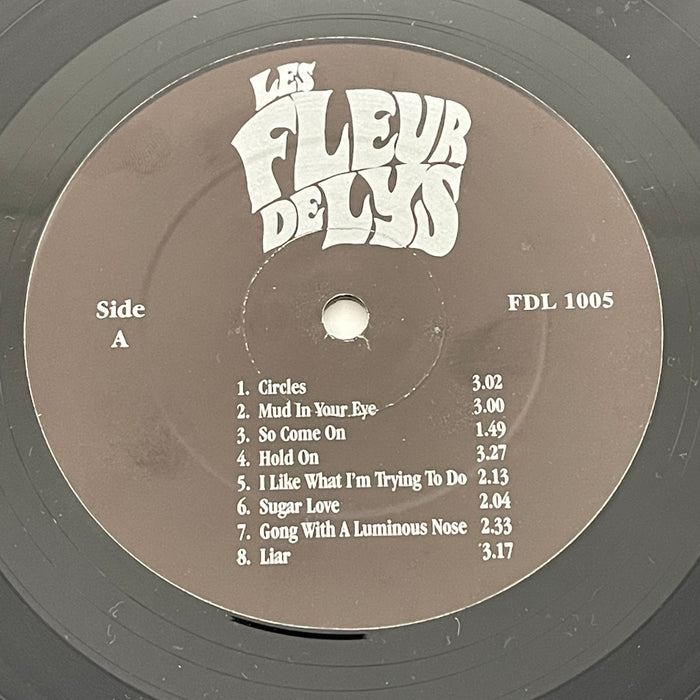 LES
FLEUR
DE LYS
Side
A
FDL 1005
1. Circles 3.02
2. Mud In Your Eye 3.00
3. So Come On 1.49
4. Hold On 3.27
5. I Like What I'm Trying To Do 2.13
6. Sugar Love 2.04
7. Gong With A Luminous Nose 2.33
8. Liar 3.17